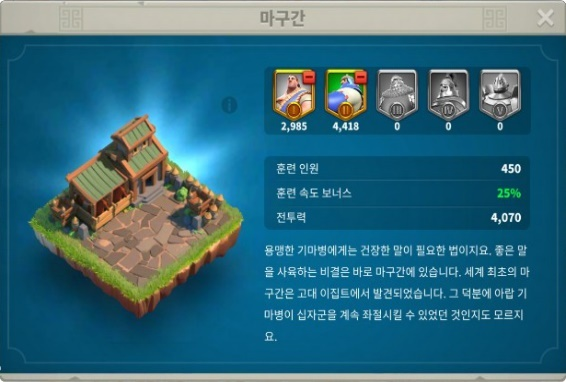 마구간
I II III IV V
2,985 4,418 0 0 0
훈련 인원 450
훈련 속도 보너스 25%
전투력 4,070
용맹한 기마병에게는 건장한 말이 필요한 법이지요. 좋은 말
을 사육하는 비결은 바로 마구간에 있습니다. 세계 최초의 마
구간은 고대 이집트에서 발견되었습니다. 그 덕분에 아랍 기
마병이 십자군을 계속 좌절시킬 수 있었던 것인지도 모르지
요.